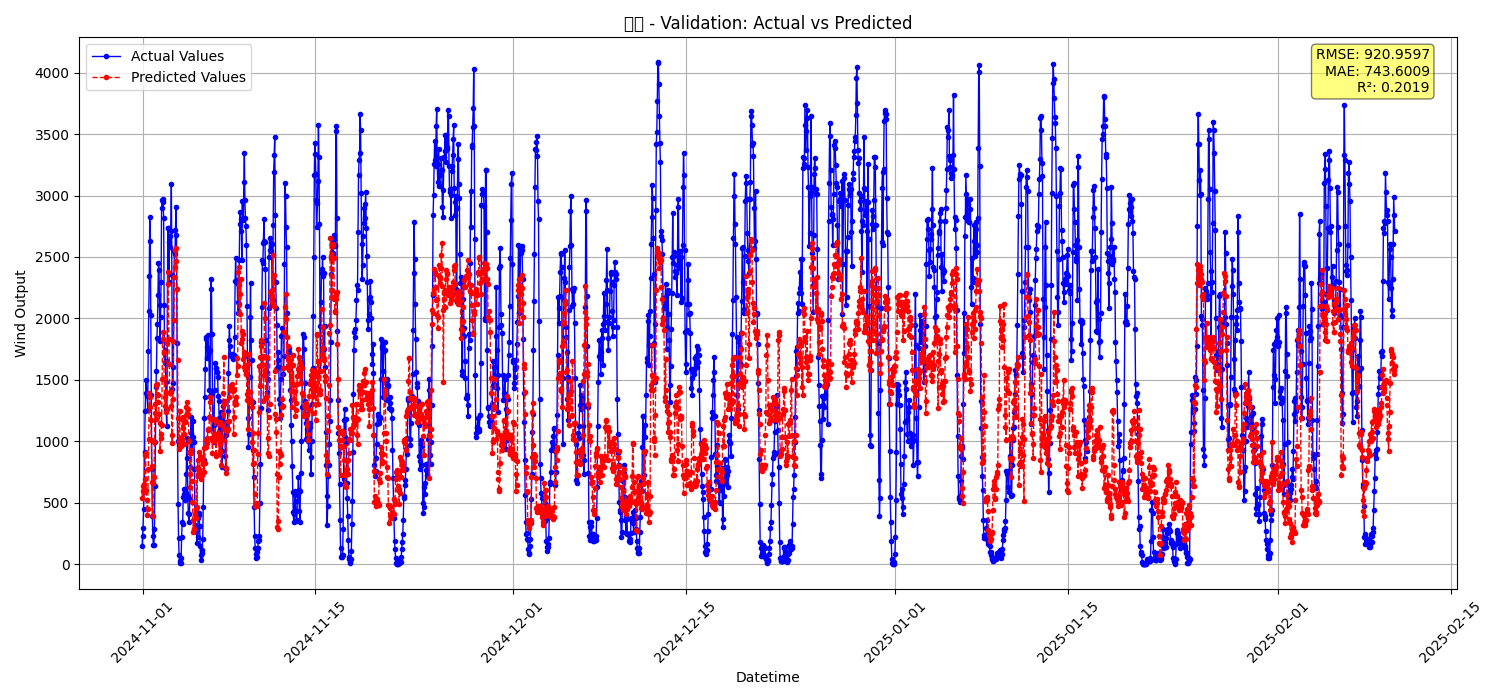 - Validation: Actual vs Predicted
Actual Values
Predicted Values
RMSE: 920.9597
MAE: 743.6009
R²: 0.2019
Wind Output
4000
3500
3000
2500
2000
1500
1000
500
0
2024-11-01
2024-11-15
2024-12-01
2024-12-15
2025-01-01
2025-01-15
2025-02-01
2025-02-15
Datetime